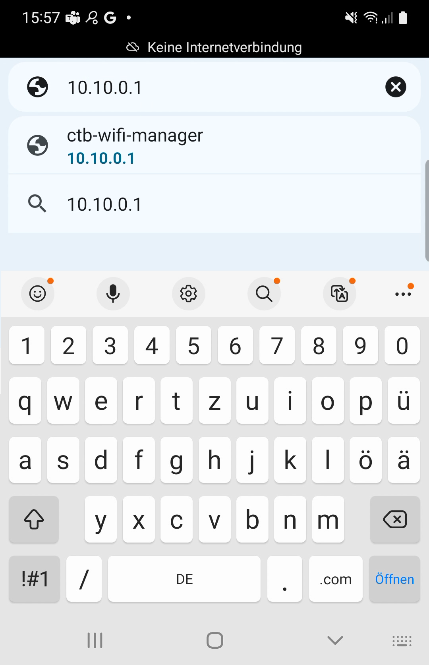 15:57
Keine Internetverbindung
10.10.0.1
ctb-wifi-manager
10.10.0.1
10.10.0.1
1 2 3 4 5 6 7 8 9 0
q w e r t z u i o p ü
a s d f g h j k l ö ä
y x c v b n m
!#1 / DE . .com Öffnen